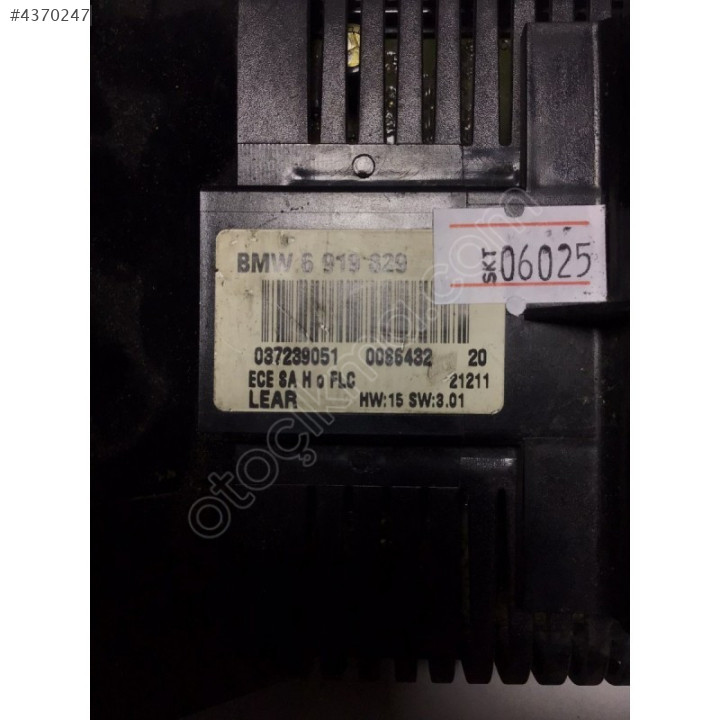 #4370247
BMW 6 919 829
SKT 06025
037239051 0086432 20
ECE SA H o FLC 21211
LEAR HW:15 SW:3.01
otoçıkma.com